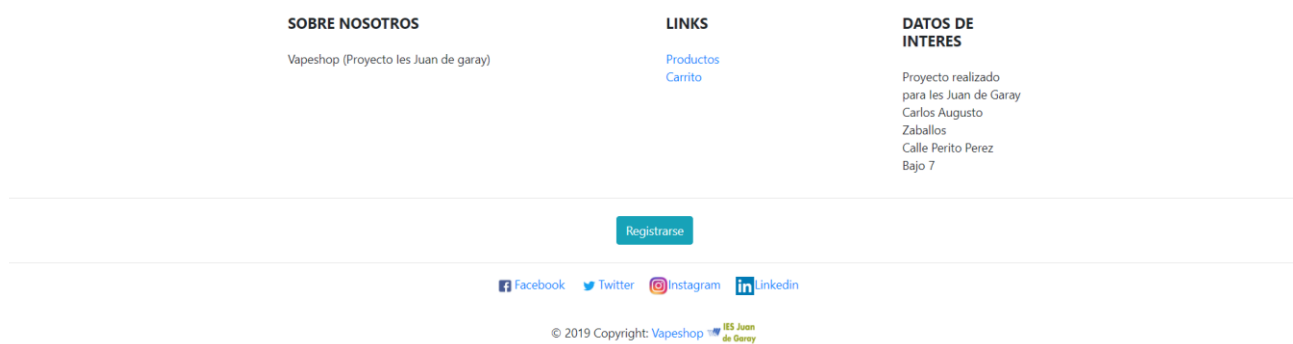 SOBRE NOSOTROS
Vapeshop (Proyecto Ies Juan de garay)
LINKS
Productos
Carrito
DATOS DE
INTERES
Proyecto realizado
para Ies Juan de Garay
Carlos Augusto
Zaballos
Calle Perito Perez
Bajo 7
Registrarse
Facebook Twitter Instagram Linkedin
© 2019 Copyright: Vapeshop IES Juan
de Garay